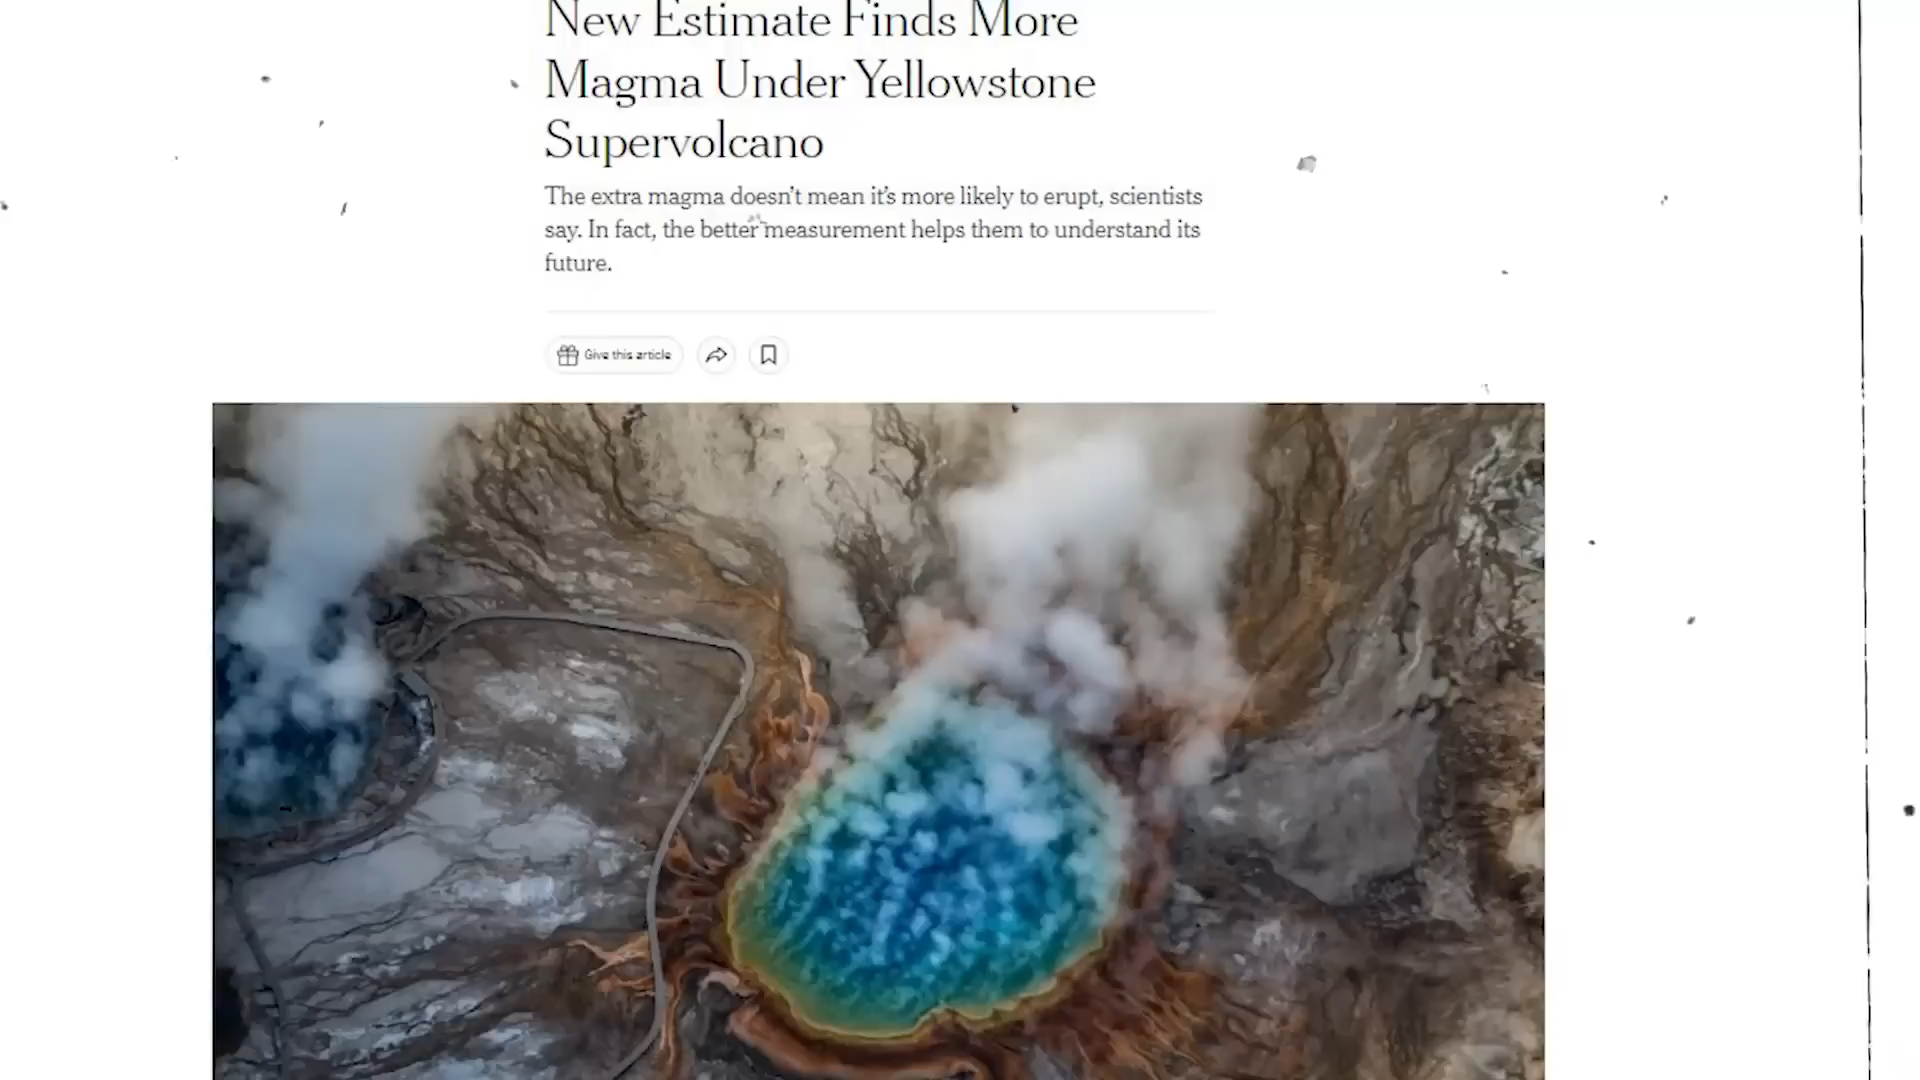 New Estimate Finds More
Magma Under Yellowstone
Supervolcano
The extra magma doesn't mean it's more likely to erupt, scientists
say. In fact, the better measurement helps them to understand its
future.
Give this article